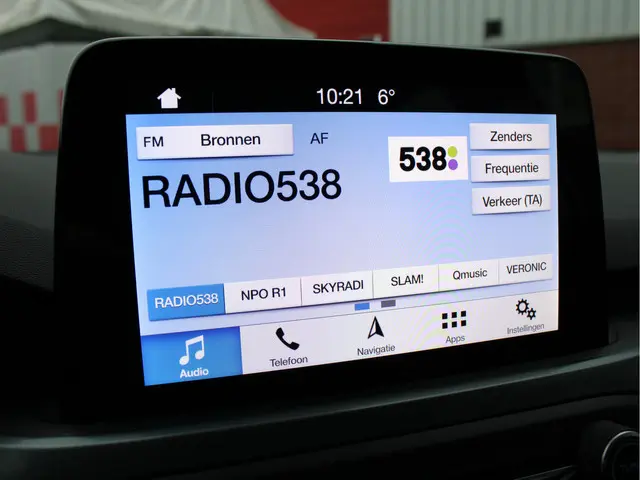 10:21 6°
FM Bronnen
AF
538
Zenders
Frequentie
Verkeer (TA)
RADIO538
RADIO538 NPO R1 SKYRADI SLAM! Qmusic VERONIC
Audio Telefoon Navigatie Apps Instellingen